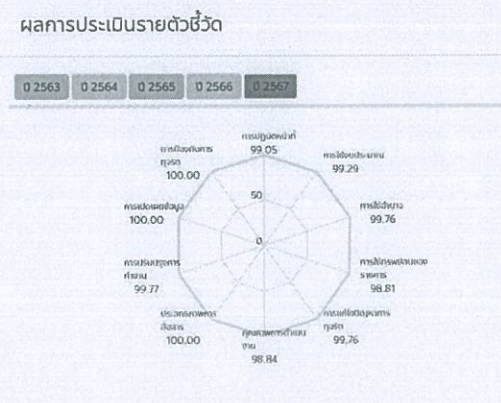 ผลการประเมินรายตัวชี้วัด
ปี 2563 ปี 2564 ปี 2565 ปี 2566 ปี 2567
การปฏิบัติหน้าที่
99.05
การใช้งบประมาณ
99.29
การใช้อำนาจ
99.76
การใช้ทรัพย์สินของ
ราชการ
98.81
การแก้ไขปัญหาการ
ทุจริต
99.76
คุณภาพการดำเนิน
งาน
98.84
ประสิทธิภาพการ
สื่อสาร
100.00
การปรับปรุงการ
ทำงาน
99.77
การเปิดเผยข้อมูล
100.00
การป้องกันการ
ทุจริต
100.00
50
0